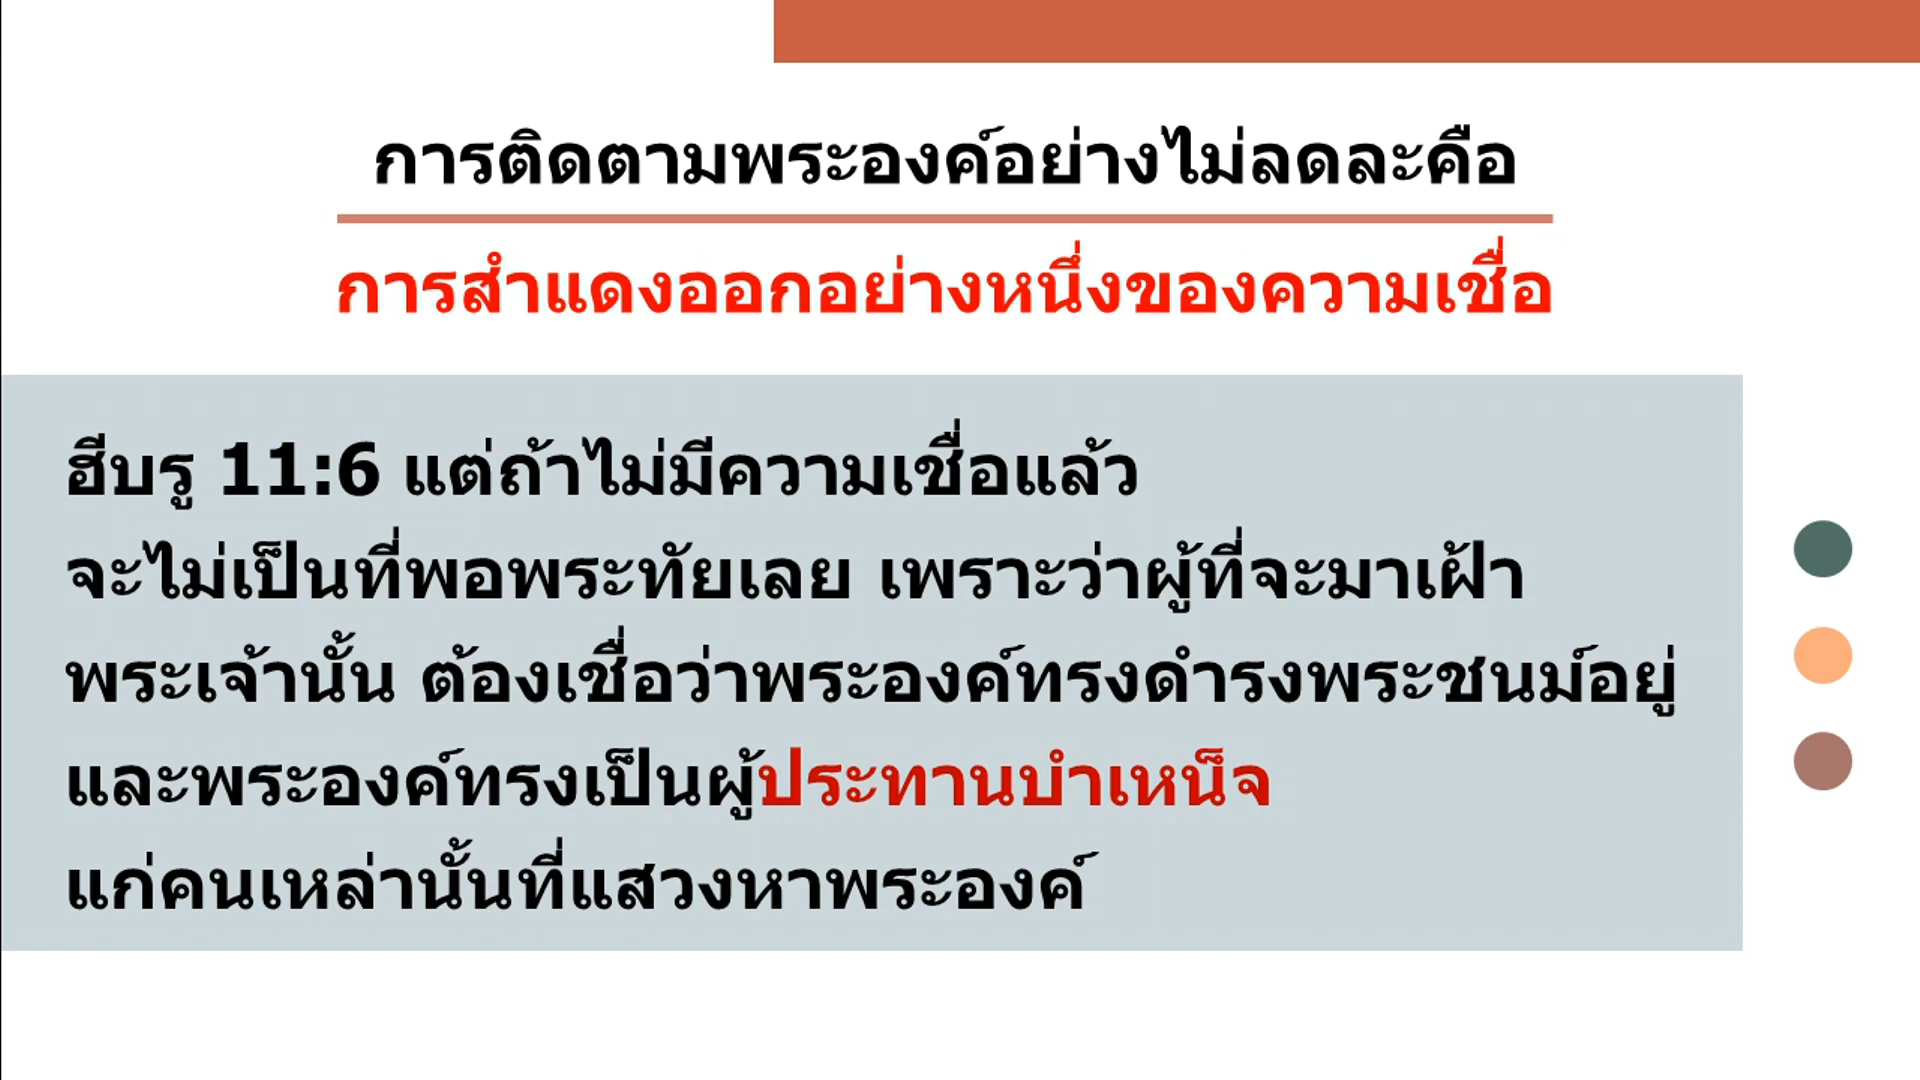 การติดตามพระองค์อย่างไม่ลดละคือ
การสำแดงออกอย่างหนึ่งของความเชื่อ
ฮีบรู 11:6 แต่ถ้าไม่มีความเชื่อแล้ว
จะไม่เป็นที่พอพระทัยเลย เพราะว่าผู้ที่จะมาเฝ้า
พระเจ้านั้น ต้องเชื่อว่าพระองค์ทรงดำรงพระชนม์อยู่
และพระองค์ทรงเป็นผู้ประทานบำเหน็จ
แก่คนเหล่านั้นที่แสวงหาพระองค์